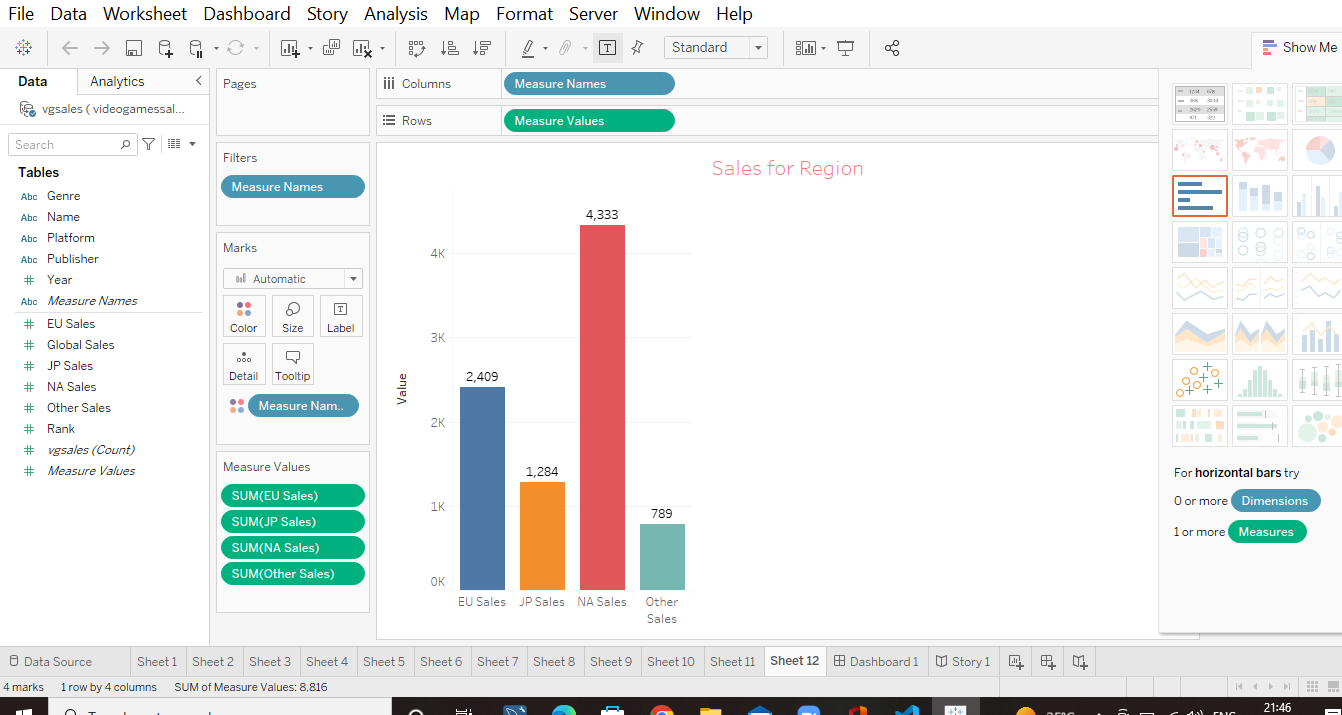 File Data Worksheet Dashboard Story Analysis Map Format Server Window Help
Standard
Show Me
Data Analytics
vgsales ( videogamessal...
Search
Tables
Abc Genre
Abc Name
Abc Platform
Abc Publisher
# Year
Abc Measure Names
# EU Sales
# Global Sales
# JP Sales
# NA Sales
# Other Sales
# Rank
# vgsales (Count)
# Measure Values
Pages
Filters
Measure Names
Marks
Automatic
Color Size Label
Detail Tooltip
Measure Nam..
Measure Values
SUM(EU Sales)
SUM(JP Sales)
SUM(NA Sales)
SUM(Other Sales)
Columns Measure Names
Rows Measure Values
Sales for Region
Value
4K
3K
2K
1K
0K
2,409
1,284
4,333
789
EU Sales JP Sales NA Sales Other
Sales
For horizontal bars try
0 or more Dimensions
1 or more Measures
Data Source Sheet 1 Sheet 2 Sheet 3 Sheet 4 Sheet 5 Sheet 6 Sheet 7 Sheet 8 Sheet 9 Sheet 10 Sheet 11 Sheet 12 Dashboard 1 Story 1
4 marks 1 row by 4 columns SUM of Measure Values: 8,816
21:46